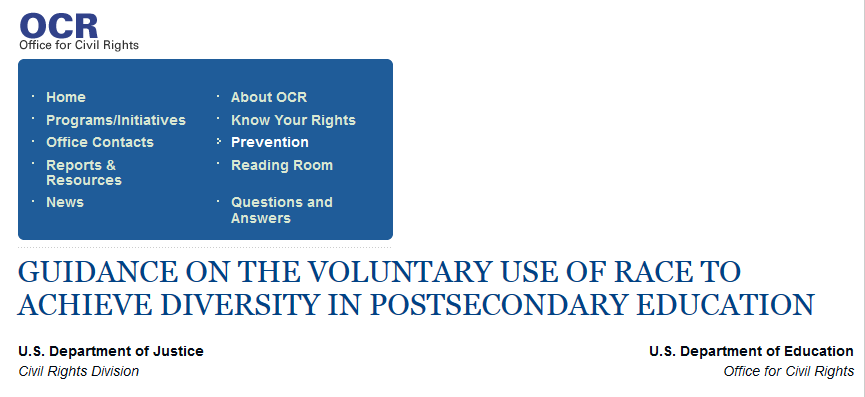 OCR
Office for Civil Rights
Home
About OCR
Programs/Initiatives
Know Your Rights
Office Contacts
Prevention
Reports &
Resources
Reading Room
News
Questions and
Answers
GUIDANCE ON THE VOLUNTARY USE OF RACE TO
ACHIEVE DIVERSITY IN POSTSECONDARY EDUCATION
U.S. Department of Justice
U.S. Department of Education
Civil Rights Division
Office for Civil Rights